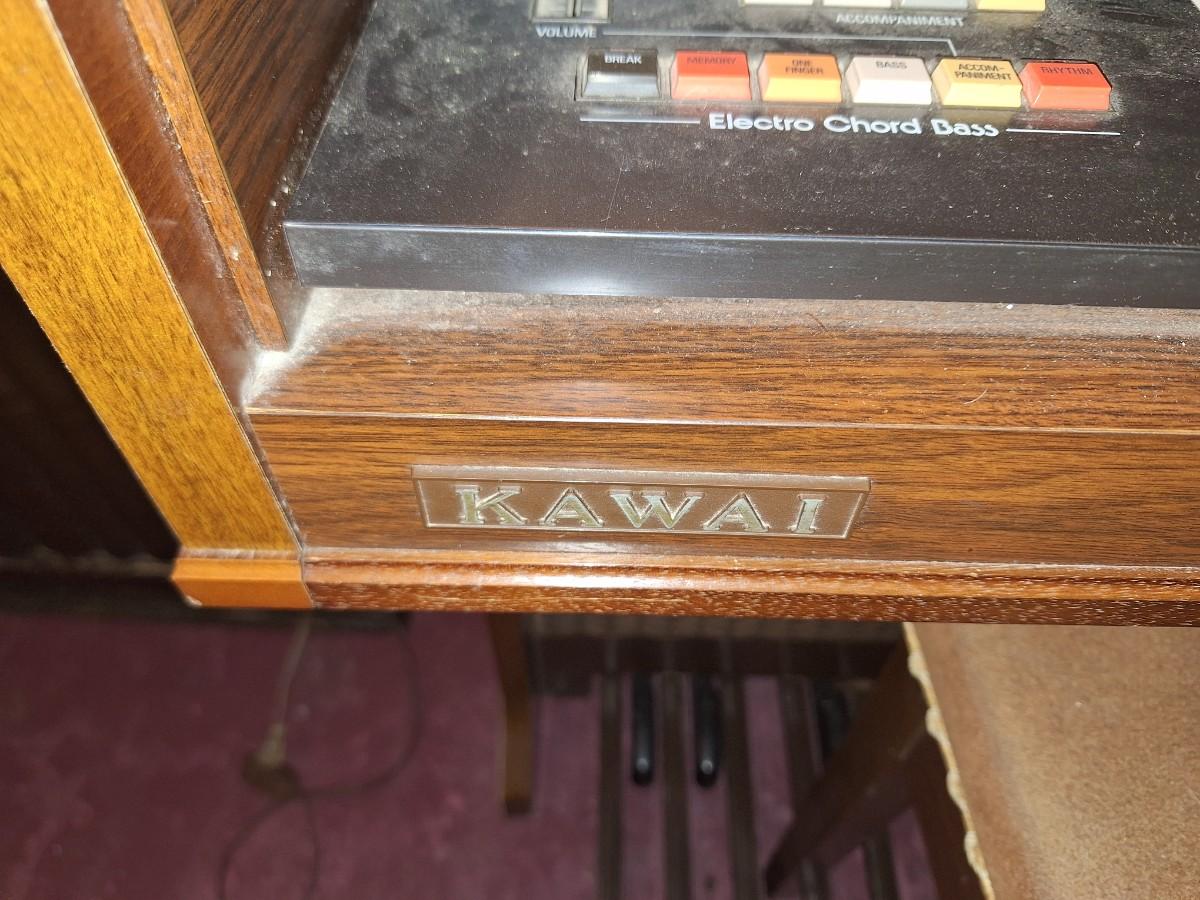 ACCOMPANIMENT
VOLUME
BREAK
MEMORY
ONE
FINGER
BASS
ACCOM-
PANIMENT
RHYTHM
Electro Chord Bass
KAWAI